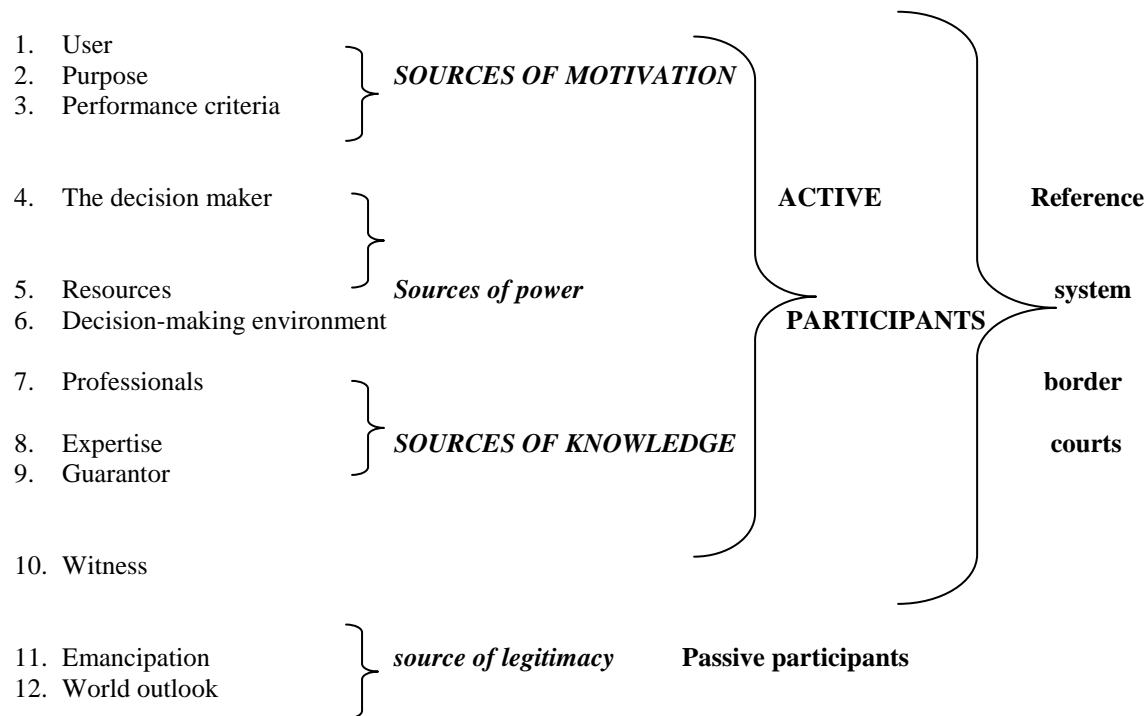 1. User
2. Purpose SOURCES OF MOTIVATION
3. Performance criteria
4. The decision maker ACTIVE Reference
5. Resources Sources of power system
6. Decision-making environment PARTICIPANTS
7. Professionals border
8. Expertise SOURCES OF KNOWLEDGE courts
9. Guarantor
10. Witness
11. Emancipation source of legitimacy Passive participants
12. World outlook